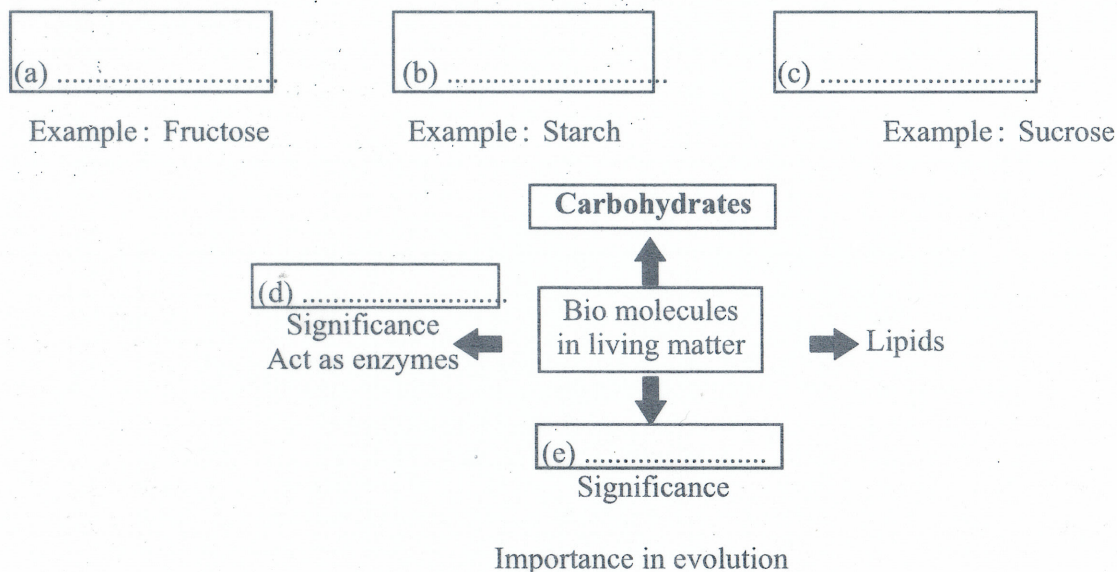 (a) ............................ (b) ............................ (c) ............................
Example : Fructose Example : Starch Example : Sucrose
Carbohydrates
(d) ............................
Significance
Act as enzymes
Bio molecules
in living matter
Lipids
(e) ........................
Significance
Importance in evolution